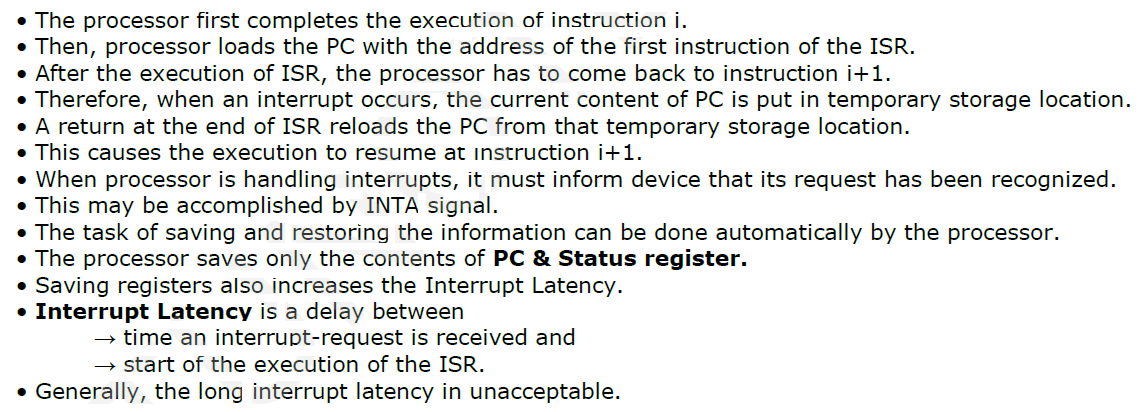 • The processor first completes the execution of instruction i.
• Then, processor loads the PC with the address of the first instruction of the ISR.
• After the execution of ISR, the processor has to come back to instruction i+1.
• Therefore, when an interrupt occurs, the current content of PC is put in temporary storage location.
• A return at the end of ISR reloads the PC from that temporary storage location.
• This causes the execution to resume at instruction i+1.
• When processor is handling interrupts, it must inform device that its request has been recognized.
• This may be accomplished by INTA signal.
• The task of saving and restoring the information can be done automatically by the processor.
• The processor saves only the contents of PC & Status register.
• Saving registers also increases the Interrupt Latency.
• Interrupt Latency is a delay between
→ time an interrupt-request is received and
→ start of the execution of the ISR.
• Generally, the long interrupt latency in unacceptable.